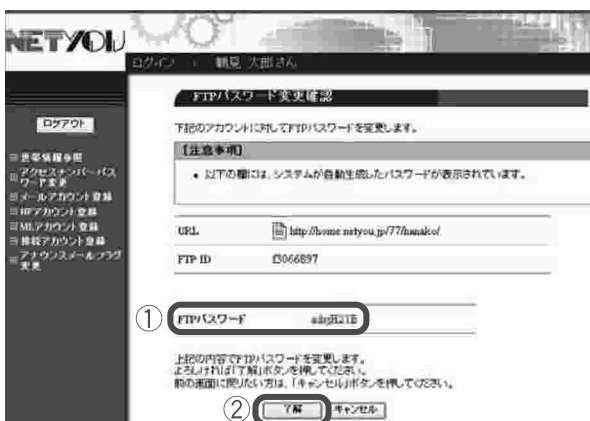 NETYOU
ログイン : 鶴見 大郎さん
FTPパスワード変更確認
ログアウト
下記のアカウントに対してFTPパスワードを変更します。
【注意事項】
• 以下の欄には、システムが自動生成したパスワードが表示されています。
アクセスナンバーパス
ワード変更
メールアカウント登録
HPアカウント登録
MLアカウント登録
接続アカウント登録
アナウンスメールフラグ
変更
URL http://home.netyou.jp/77/hanako/
FTP ID f3066897
① FTPパスワード
上記の内容でFTPパスワードを変更します。
よろしければ「了解」ボタンを押してください。
前の画面に戻りたい方は、「キャンセル」ボタンを押してください。
② 了解 キャンセル